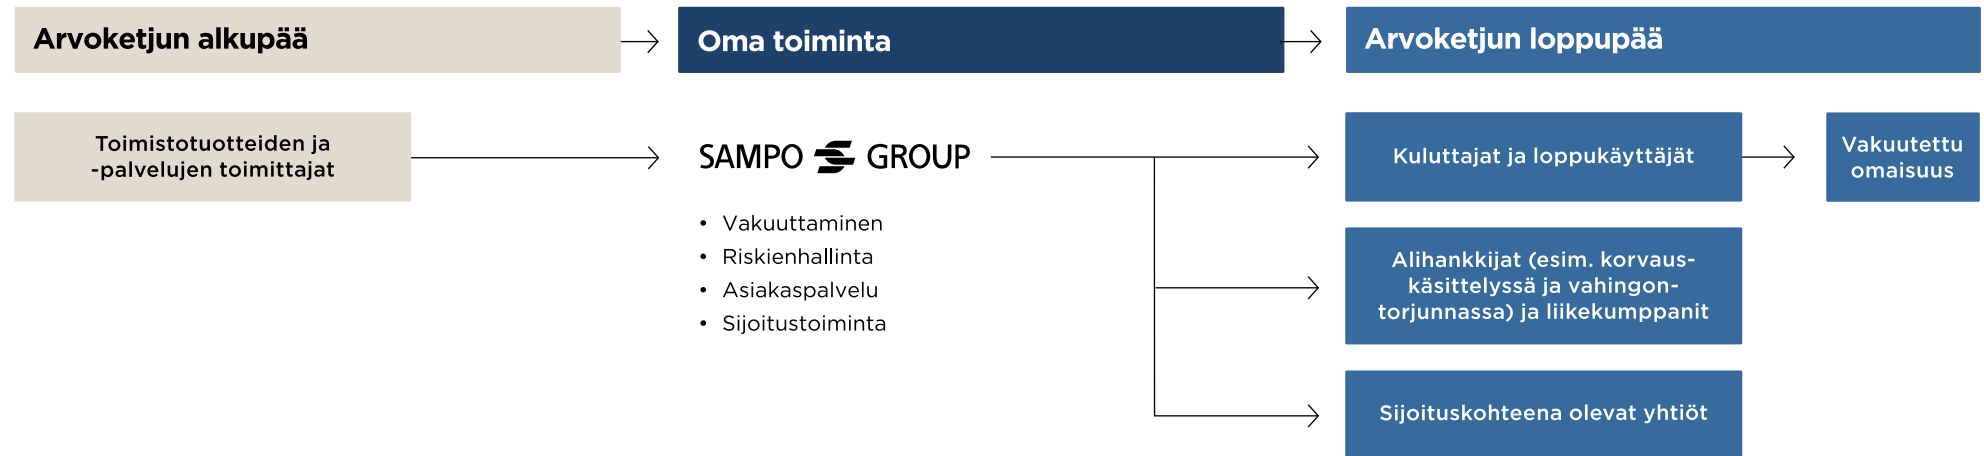 Arvoketjun alkupää
Oma toiminta
Arvoketjun loppupää
Toimistotuotteiden ja
-palvelujen toimittajat
SAMPO GROUP
• Vakuuttaminen
• Riskienhallinta
• Asiakaspalvelu
• Sijoitustoiminta
Kuluttajat ja loppukäyttäjät
Vakuutettu
omaisuus
Alihankkijat (esim. korvaus-
käsittelyssä ja vahingon-
torjunnassa) ja liikekumppanit
Sijoituskohteena olevat yhtiöt